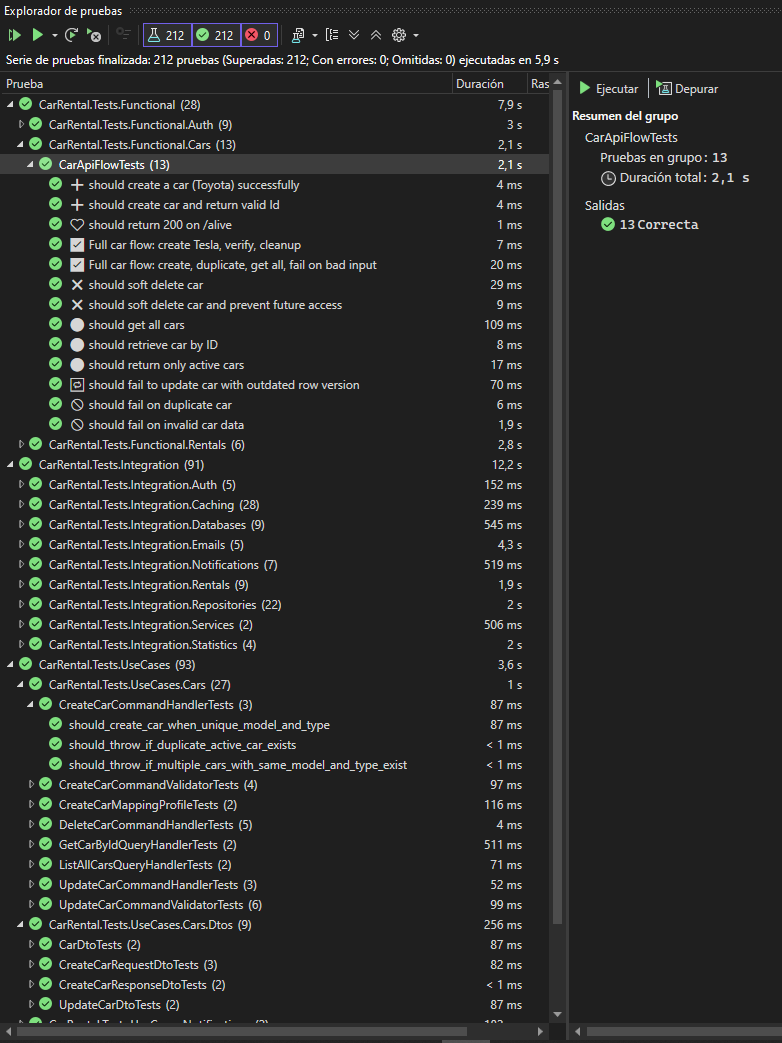 Explorador de pruebas
212 212 0
Serie de pruebas finalizada: 212 pruebas (Superadas: 212; Con errores: 0; Omitidas: 0) ejecutadas en 5,9 s
Prueba Duración Ras
CarRental.Tests.Functional (28) 7,9 s
CarRental.Tests.Functional.Auth (9) 3 s
CarRental.Tests.Functional.Cars (13) 2,1 s
CarApiFlowTests (13) 2,1 s
should create a car (Toyota) successfully 4 ms
should create car and return valid Id 4 ms
should return 200 on /alive 1 ms
Full car flow: create Tesla, verify, cleanup 7 ms
Full car flow: create, duplicate, get all, fail on bad input 20 ms
should soft delete car 29 ms
should soft delete car and prevent future access 9 ms
should get all cars 109 ms
should retrieve car by ID 8 ms
should return only active cars 17 ms
should fail to update car with outdated row version 70 ms
should fail on duplicate car 6 ms
should fail on invalid car data 1,9 s
CarRental.Tests.Functional.Rentals (6) 2,8 s
CarRental.Tests.Integration (91) 12,2 s
CarRental.Tests.Integration.Auth (5) 152 ms
CarRental.Tests.Integration.Caching (28) 239 ms
CarRental.Tests.Integration.Databases (9) 545 ms
CarRental.Tests.Integration.Emails (5) 4,3 s
CarRental.Tests.Integration.Notifications (7) 519 ms
CarRental.Tests.Integration.Rentals (9) 1,9 s
CarRental.Tests.Integration.Repositories (22) 2 s
CarRental.Tests.Integration.Services (2) 506 ms
CarRental.Tests.Integration.Statistics (4) 2 s
CarRental.Tests.UseCases (93) 3,6 s
CarRental.Tests.UseCases.Cars (27) 1 s
CreateCarCommandHandlerTests (3) 87 ms
should_create_car_when_unique_model_and_type 87 ms
should_throw_if_duplicate_active_car_exists < 1 ms
should_throw_if_multiple_cars_with_same_model_and_type_exist < 1 ms
CreateCarCommandValidatorTests (4) 97 ms
CreateCarMappingProfileTests (2) 116 ms
DeleteCarCommandHandlerTests (5) 4 ms
GetCarByIdQueryHandlerTests (2) 511 ms
ListAllCarsQueryHandlerTests (2) 71 ms
UpdateCarCommandHandlerTests (3) 52 ms
UpdateCarCommandValidatorTests (6) 99 ms
CarRental.Tests.UseCases.Cars.Dtos (9) 256 ms
CarDtoTests (2) 87 ms
CreateCarRequestDtoTests (3) 82 ms
CreateCarResponseDtoTests (2) < 1 ms
UpdateCarDtoTests (2) 87 ms
Ejecutar Depurar
Resumen del grupo
CarApiFlowTests
Pruebas en grupo: 13
Duración total: 2,1 s
Salidas
13 Correcta